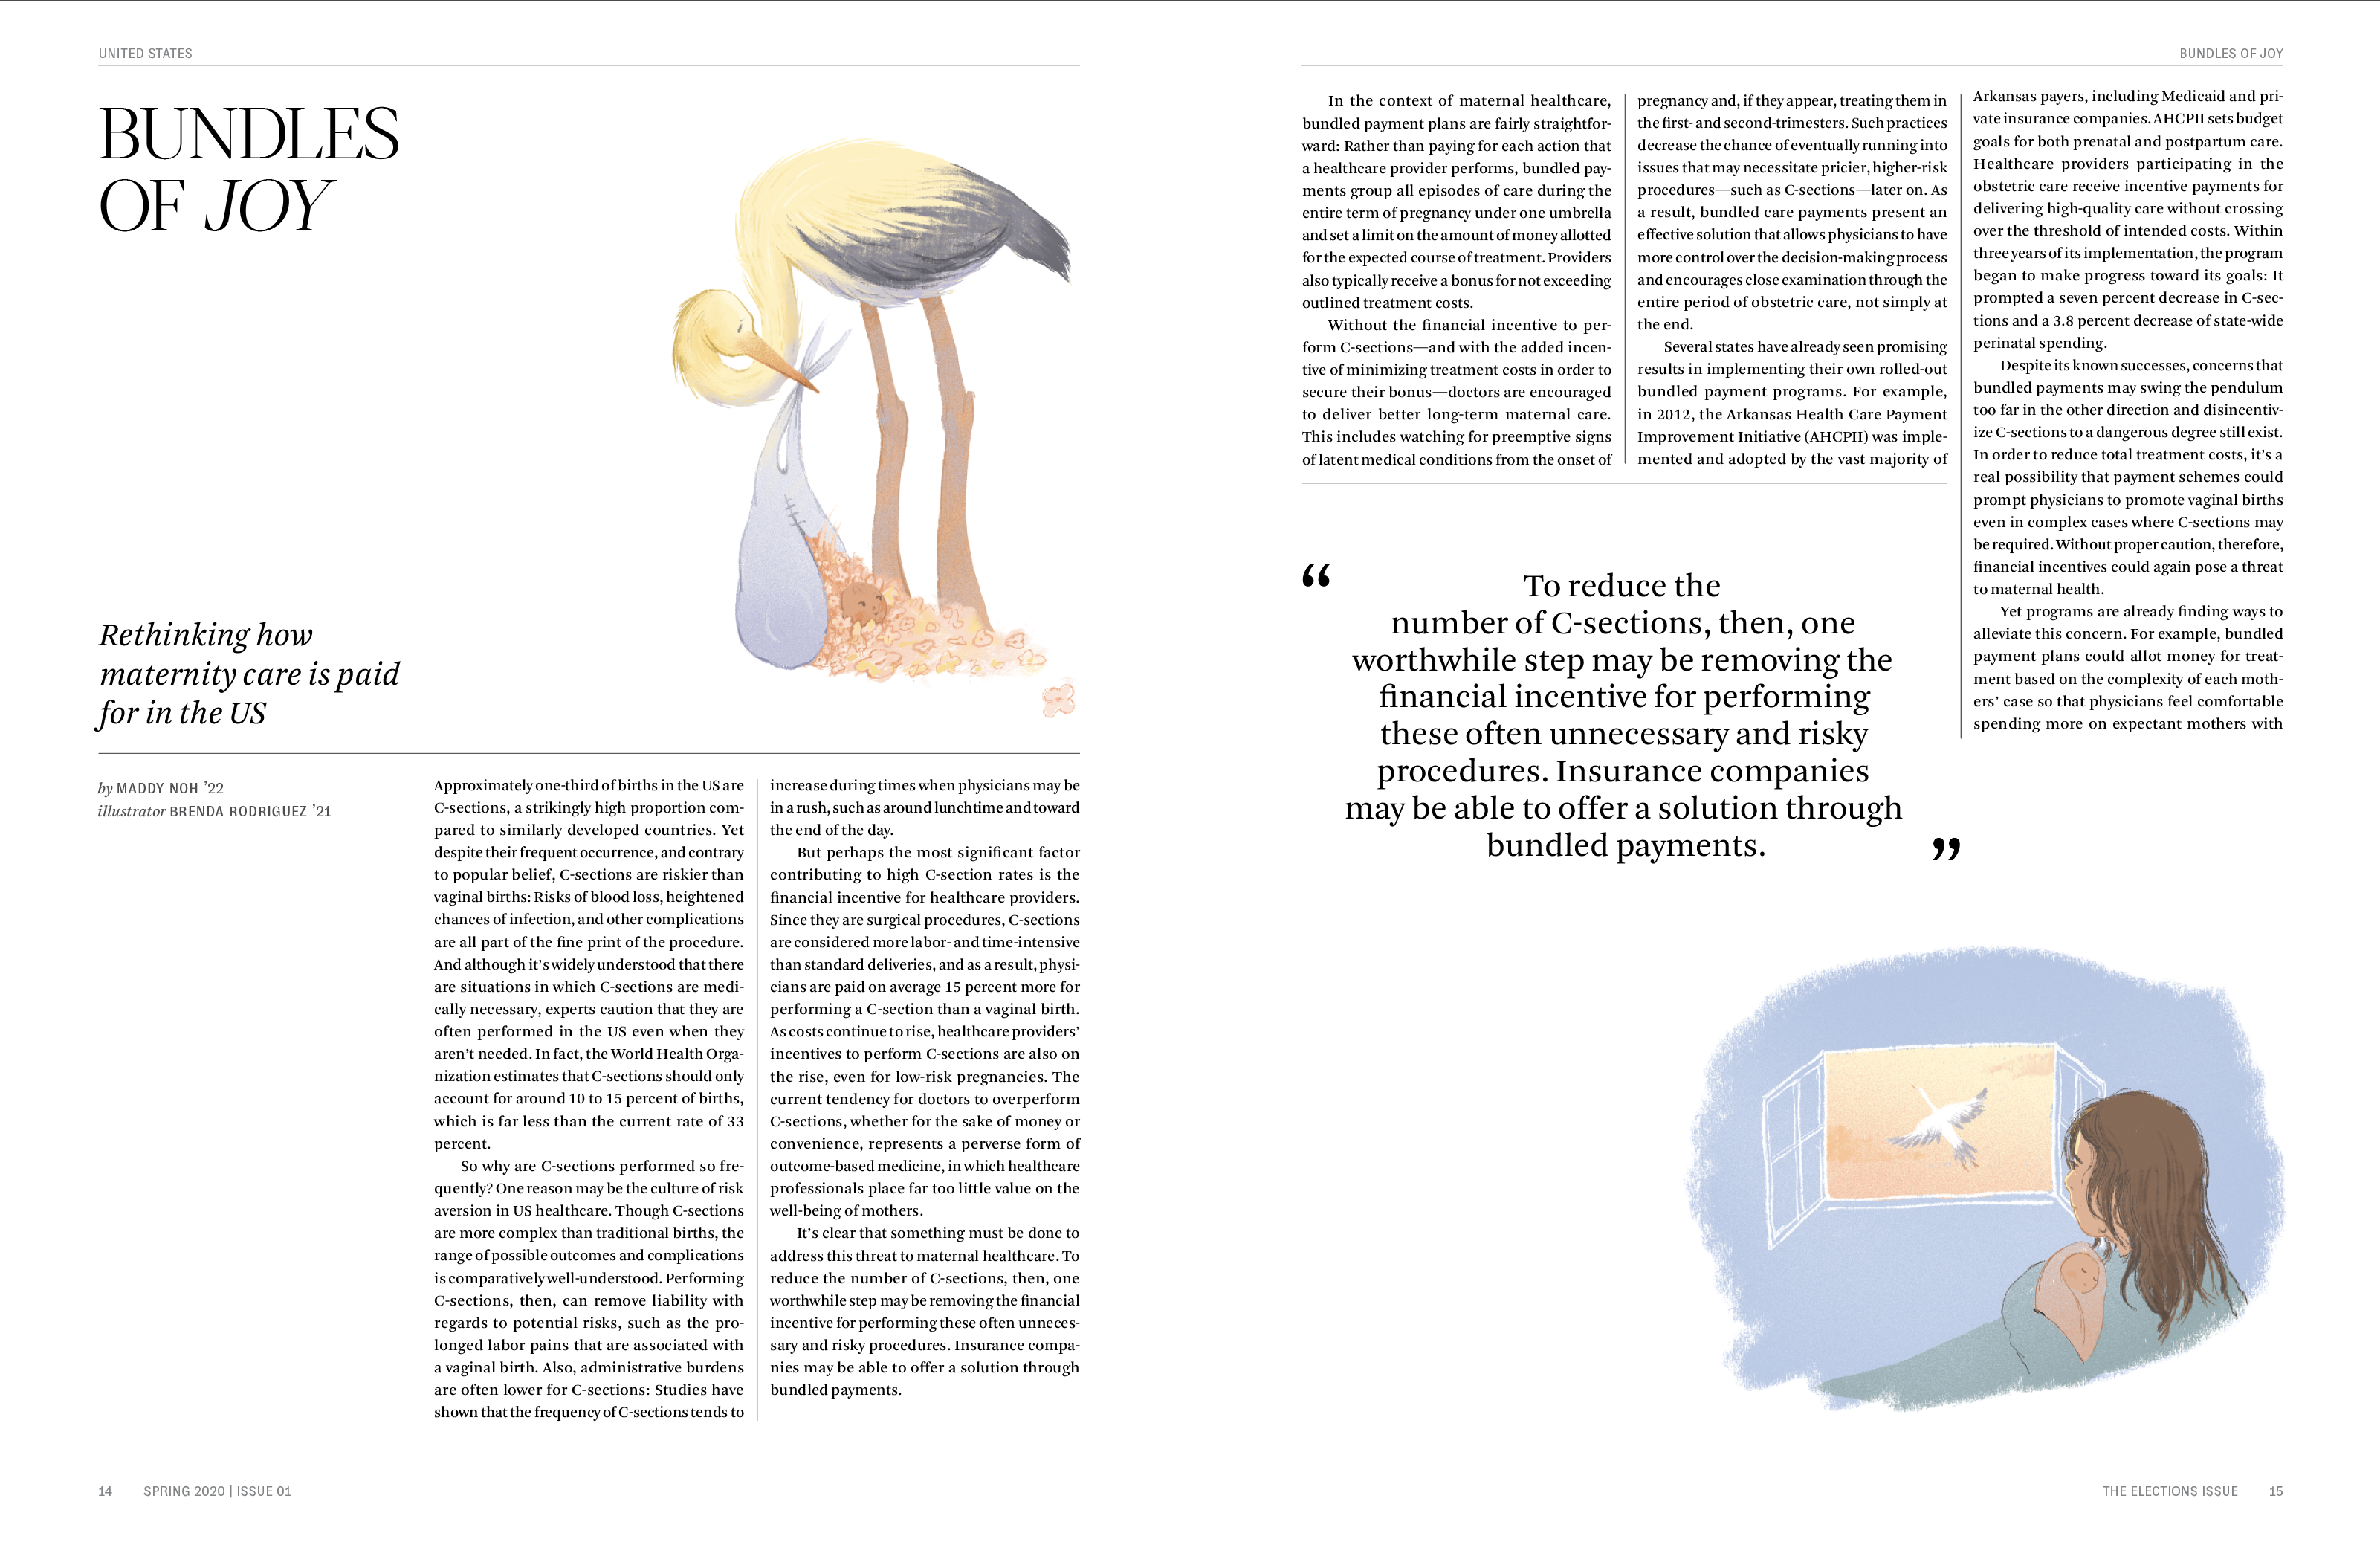 UNITED STATES
BUNDLES
OF JOY
Rethinking how
maternity care is paid
for in the US
by MADDY NOH ’22
illustrator BRENDA RODRIGUEZ ’21
Approximately one-third of births in the US are
C-sections, a strikingly high proportion com-
pared to similarly developed countries. Yet
despite their frequent occurrence, and contrary
to popular belief, C-sections are riskier than
vaginal births: Risks of blood loss, heightened
chances of infection, and other complications
are all part of the fine print of the procedure.
And although it’s widely understood that there
are situations in which C-sections are medi-
cally necessary, experts caution that they are
often performed in the US even when they
aren’t needed. In fact, the World Health Orga-
nization estimates that C-sections should only
account for around 10 to 15 percent of births,
which is far less than the current rate of 33
percent.
So why are C-sections performed so fre-
quently? One reason may be the culture of risk
aversion in US healthcare. Though C-sections
are more complex than traditional births, the
range of possible outcomes and complications
is comparatively well-understood. Performing
C-sections, then, can remove liability with
regards to potential risks, such as the pro-
longed labor pains that are associated with
a vaginal birth. Also, administrative burdens
are often lower for C-sections: Studies have
shown that the frequency of C-sections tends to
increase during times when physicians may be
in a rush, such as around lunchtime and toward
the end of the day.
But perhaps the most significant factor
contributing to high C-section rates is the
financial incentive for healthcare providers.
Since they are surgical procedures, C-sections
are considered more labor- and time-intensive
than standard deliveries, and as a result, physi-
cians are paid on average 15 percent more for
performing a C-section than a vaginal birth.
As costs continue to rise, healthcare providers’
incentives to perform C-sections are also on
the rise, even for low-risk pregnancies. The
current tendency for doctors to overperform
C-sections, whether for the sake of money or
convenience, represents a perverse form of
outcome-based medicine, in which healthcare
professionals place far too little value on the
well-being of mothers.
It’s clear that something must be done to
address this threat to maternal healthcare. To
reduce the number of C-sections, then, one
worthwhile step may be removing the financial
incentive for performing these often unneces-
sary and risky procedures. Insurance compa-
nies may be able to offer a solution through
bundled payments.
14 SPRING 2020 | ISSUE 01
BUNDLES OF JOY
In the context of maternal healthcare,
bundled payment plans are fairly straightfor-
ward: Rather than paying for each action that
a healthcare provider performs, bundled pay-
ments group all episodes of care during the
entire term of pregnancy under one umbrella
and set a limit on the amount of money allotted
for the expected course of treatment. Providers
also typically receive a bonus for not exceeding
outlined treatment costs.
Without the financial incentive to per-
form C-sections—and with the added incen-
tive of minimizing treatment costs in order to
secure their bonus—doctors are encouraged
to deliver better long-term maternal care.
This includes watching for preemptive signs
of latent medical conditions from the onset of
pregnancy and, if they appear, treating them in
the first- and second-trimesters. Such practices
decrease the chance of eventually running into
issues that may necessitate pricier, higher-risk
procedures—such as C-sections—later on. As
a result, bundled care payments present an
effective solution that allows physicians to have
more control over the decision-making process
and encourages close examination through the
entire period of obstetric care, not simply at
the end.
Several states have already seen promising
results in implementing their own rolled-out
bundled payment programs. For example,
in 2012, the Arkansas Health Care Payment
Improvement Initiative (AHCPII) was imple-
mented and adopted by the vast majority of
Arkansas payers, including Medicaid and pri-
vate insurance companies. AHCPII sets budget
goals for both prenatal and postpartum care.
Healthcare providers participating in the
obstetric care receive incentive payments for
delivering high-quality care without crossing
over the threshold of intended costs. Within
three years of its implementation, the program
began to make progress toward its goals: It
prompted a seven percent decrease in C-sec-
tions and a 3.8 percent decrease of state-wide
perinatal spending.
Despite its known successes, concerns that
bundled payments may swing the pendulum
too far in the other direction and disincentiv-
ize C-sections to a dangerous degree still exist.
In order to reduce total treatment costs, it’s a
real possibility that payment schemes could
prompt physicians to promote vaginal births
even in complex cases where C-sections may
be required. Without proper caution, therefore,
financial incentives could again pose a threat
to maternal health.
Yet programs are already finding ways to
alleviate this concern. For example, bundled
payment plans could allot money for treat-
ment based on the complexity of each moth-
ers’ case so that physicians feel comfortable
spending more on expectant mothers with
“ To reduce the
number of C-sections, then, one
worthwhile step may be removing the
financial incentive for performing
these often unnecessary and risky
procedures. Insurance companies
may be able to offer a solution through
bundled payments. ”
THE ELECTIONS ISSUE 15